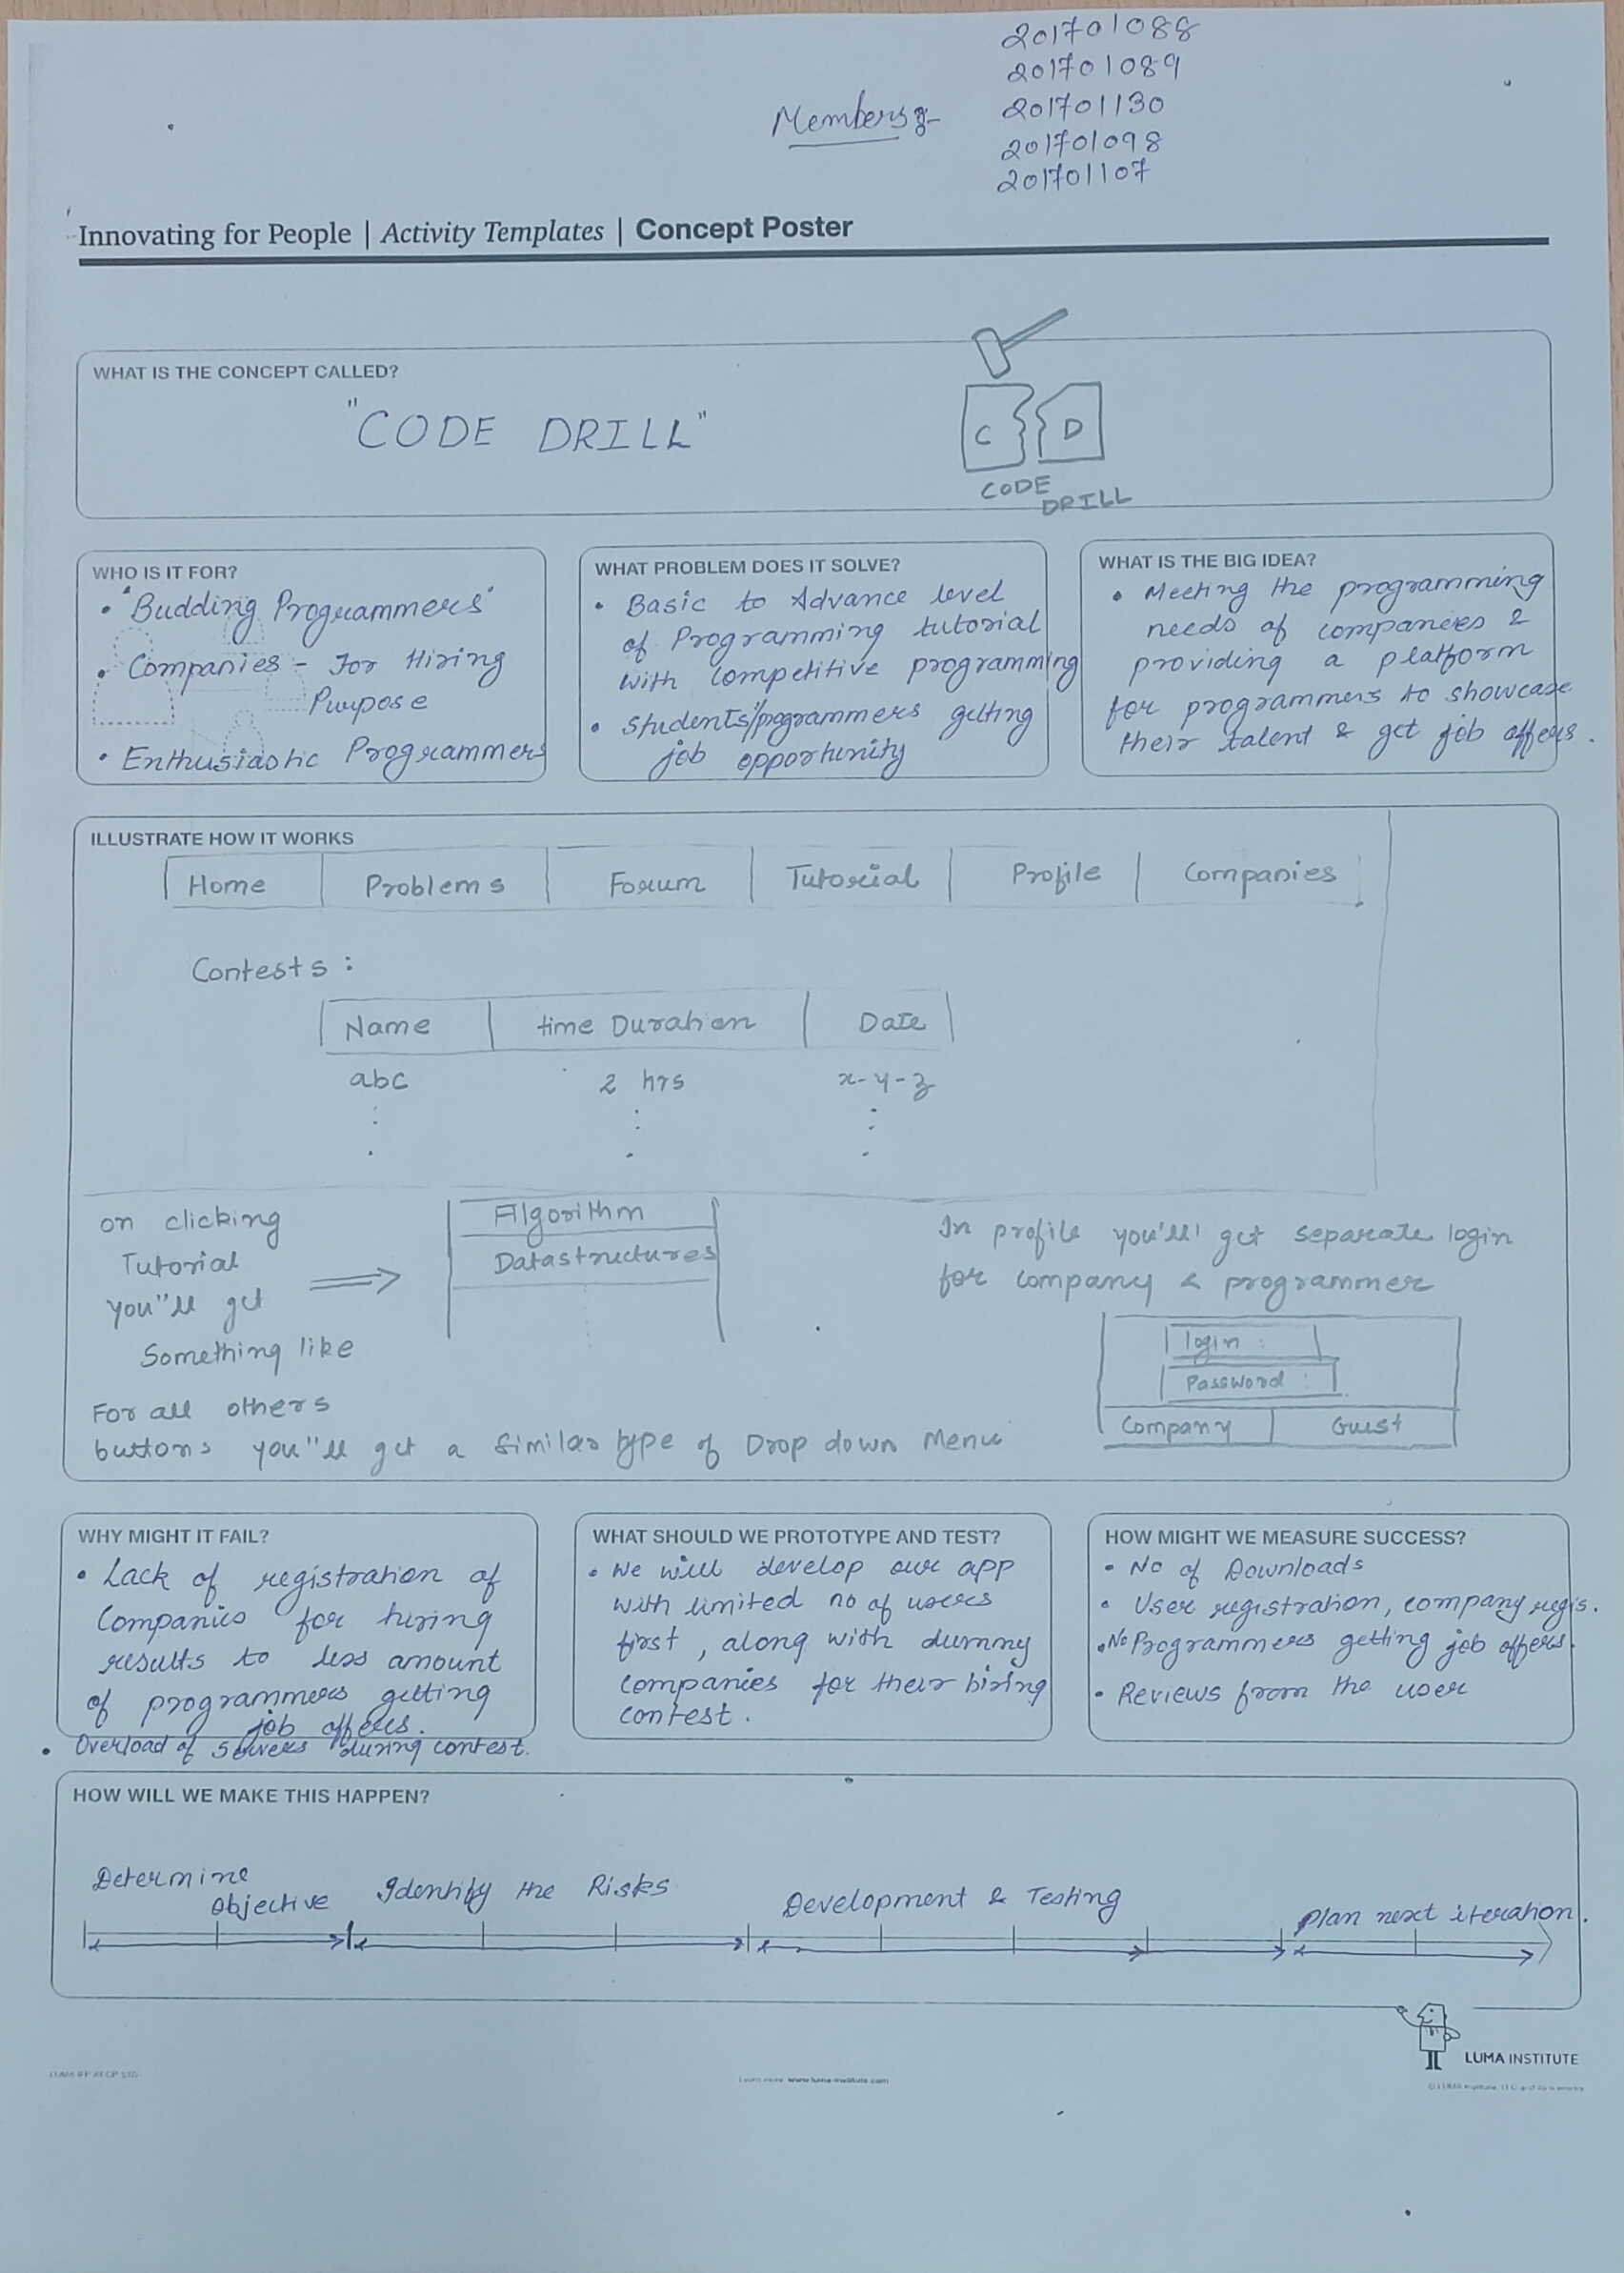 201701088
201701089
Members:- 201701130
201701098
201701107
Innovating for People | Activity Templates | Concept Poster
WHAT IS THE CONCEPT CALLED?
"CODE DRILL"
C D
CODE
DRILL
WHO IS IT FOR?
• "Budding Programmers"
• Companies - For Hiring
Purpose
• Enthusiastic Programmers
WHAT PROBLEM DOES IT SOLVE?
• Basic to Advance level
of Programming tutorial
with competitive programming
• Students/programmers getting
job opportunity
WHAT IS THE BIG IDEA?
• Meeting the programming
needs of companies &
providing a platform
for programmers to showcase
their talent & get job offers.
ILLUSTRATE HOW IT WORKS
Home | Problems | Forum | Tutorial | Profile | Companies
Contests :
Name | time Duration | Date
abc 2 hrs x-y-z
on clicking
Tutorial
you"ll get
Something like
Algorithm
Datastructures
In profile you'll get separate login
for company & programmer
login :
Password :
Company | Guest
For all others
buttons you"ll get a similar type of Drop down Menu
WHY MIGHT IT FAIL?
• Lack of registration of
Companies for hiring
results to less amount
of programmers getting
job offers.
• Overload of Servers during contest.
WHAT SHOULD WE PROTOTYPE AND TEST?
• We will develop our app
with limited no of users
first, along with dummy
companies for their hiring
contest.
HOW MIGHT WE MEASURE SUCCESS?
• No of Downloads
• User registration, company regis.
• No Programmers getting job offers.
• Reviews from the user
HOW WILL WE MAKE THIS HAPPEN?
Determine
Objective
Identify the Risks
Development & Testing
Plan next iteration.
LUMA INSTITUTE
Learn more: www.luma-institute.com